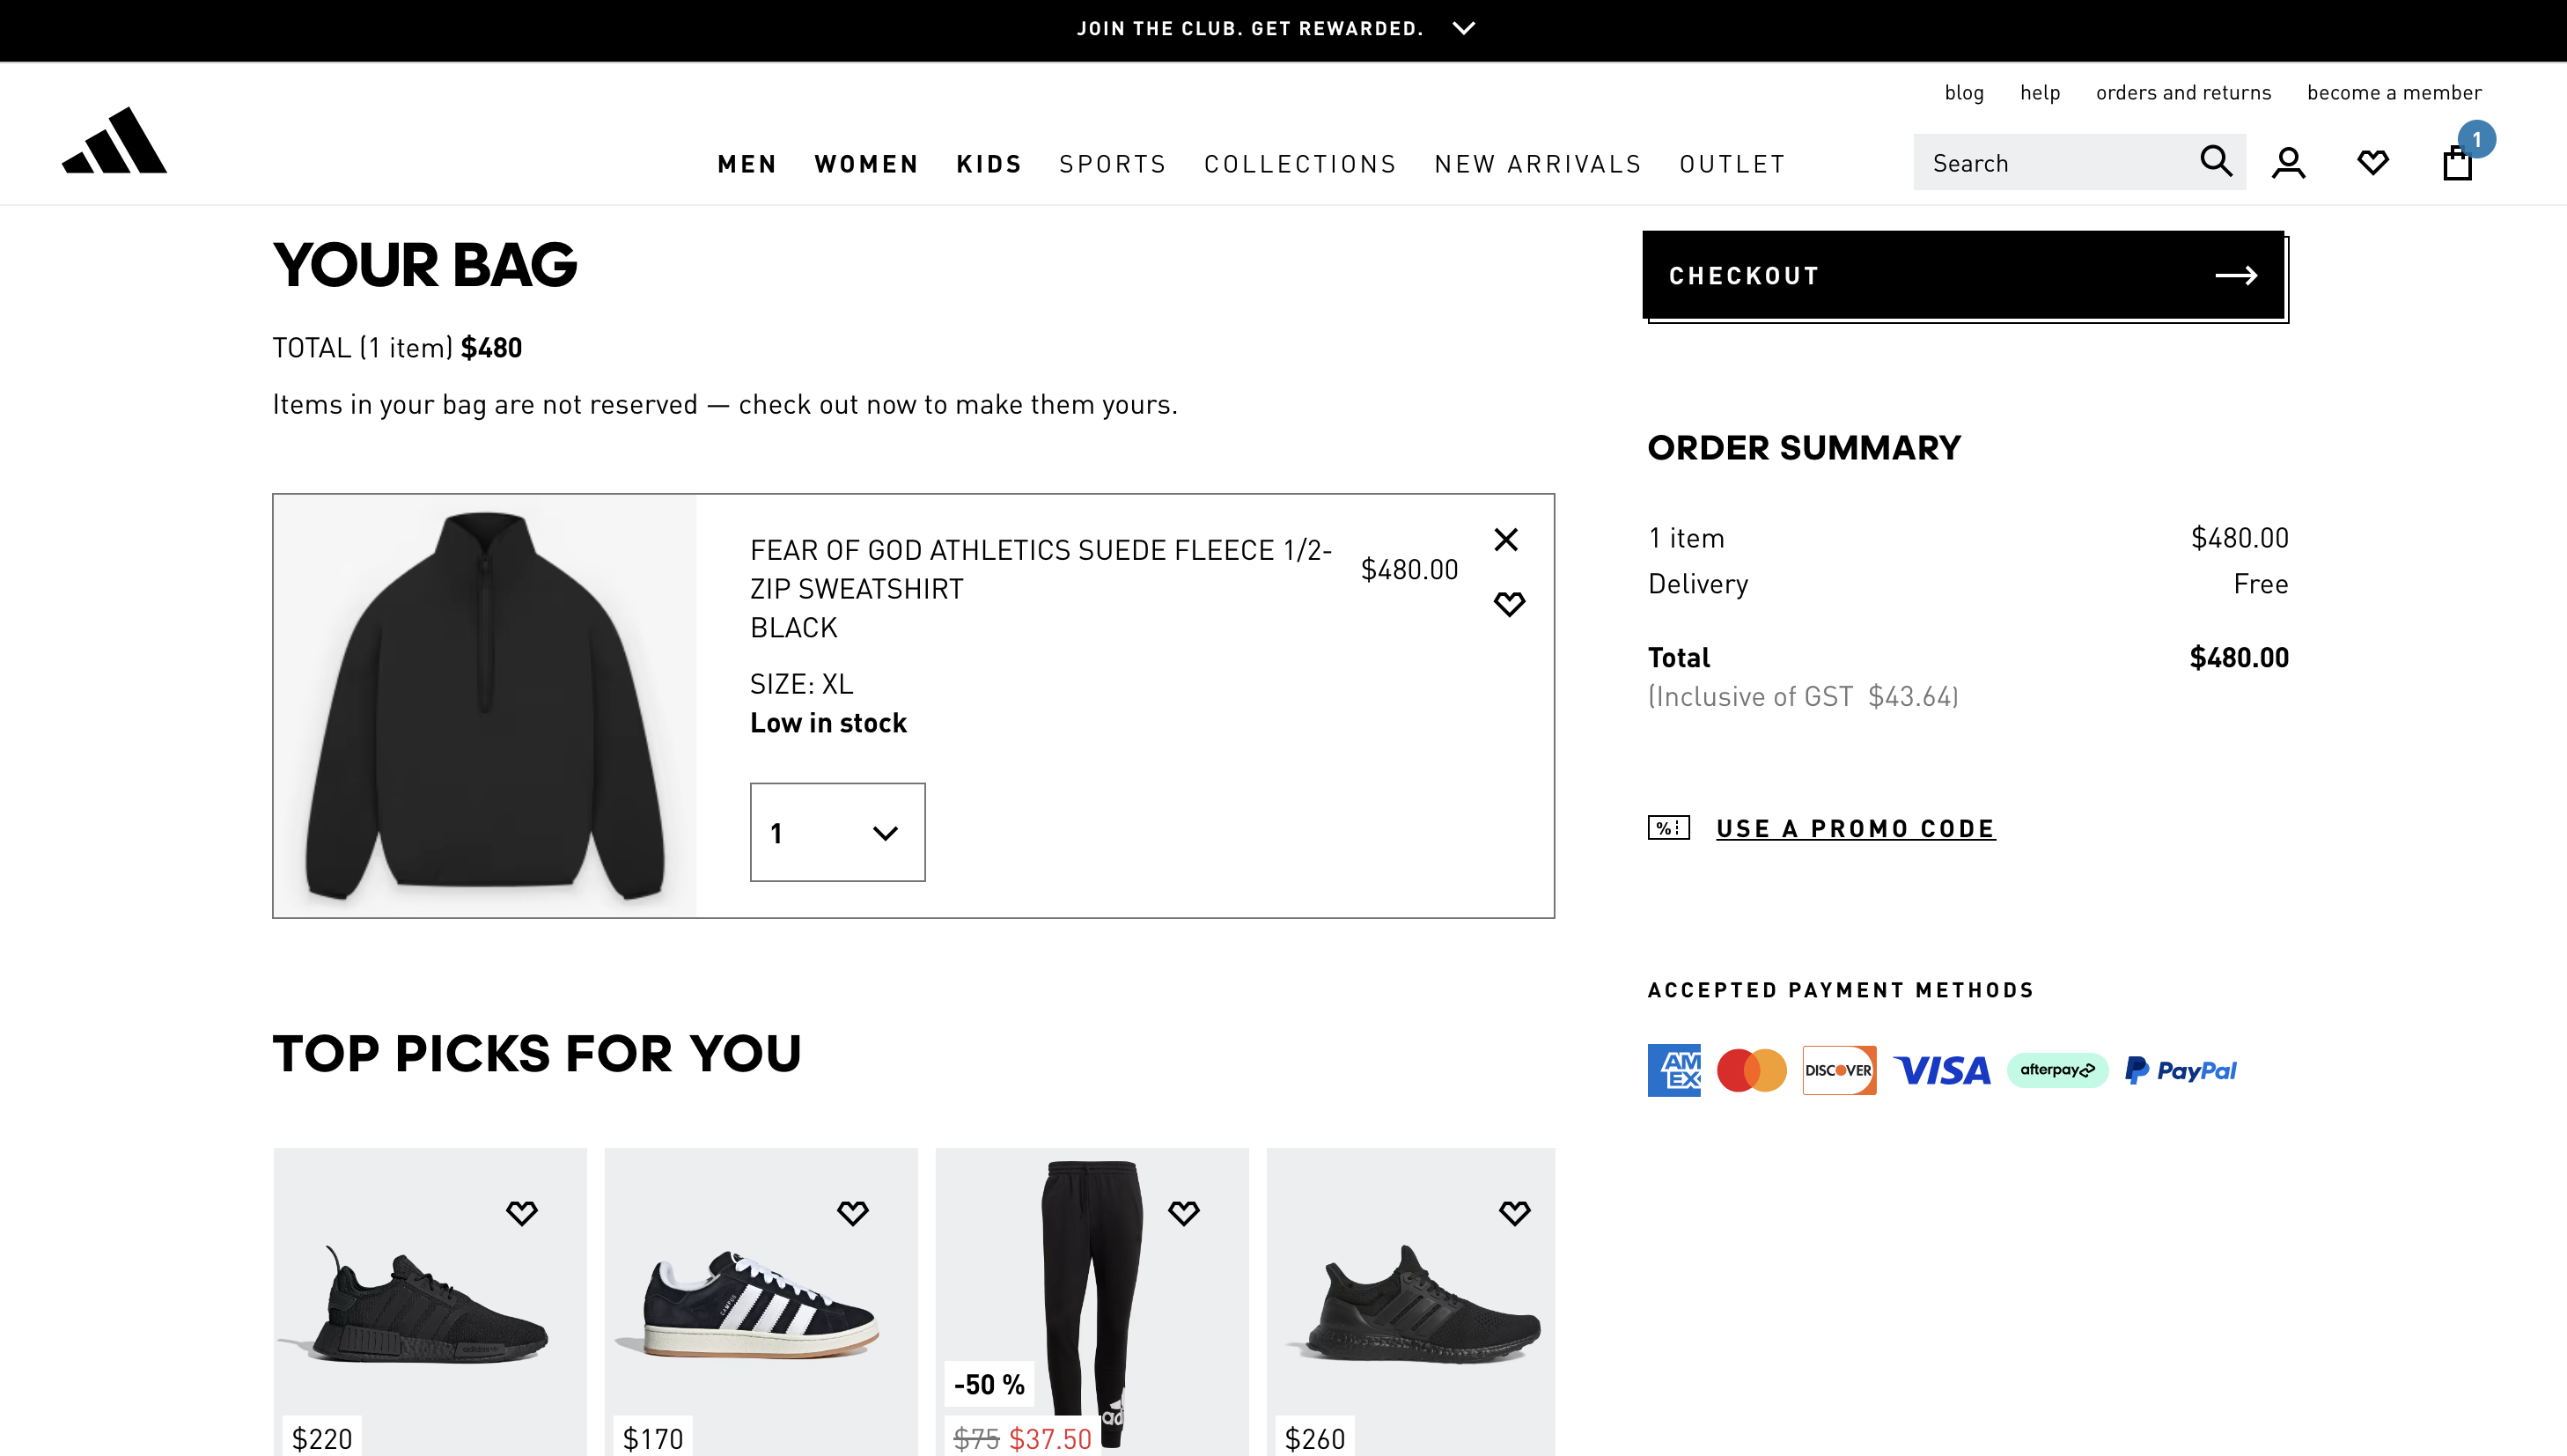 JOIN THE CLUB. GET REWARDED.
blog help orders and returns become a member
MEN WOMEN KIDS SPORTS COLLECTIONS NEW ARRIVALS OUTLET
Search
1
YOUR BAG
TOTAL (1 item) $480
Items in your bag are not reserved — check out now to make them yours.
FEAR OF GOD ATHLETICS SUEDE FLEECE 1/2-
ZIP SWEATSHIRT
BLACK
$480.00
SIZE: XL
Low in stock
1
CHECKOUT
ORDER SUMMARY
1 item $480.00
Delivery Free
Total $480.00
(Inclusive of GST $43.64)
% USE A PROMO CODE
ACCEPTED PAYMENT METHODS
AM
EX
DISCOVER VISA afterpay PayPal
TOP PICKS FOR YOU
CAMPUS
adidas
-50 %
adi
$220
$170
$75 $37.50
$260